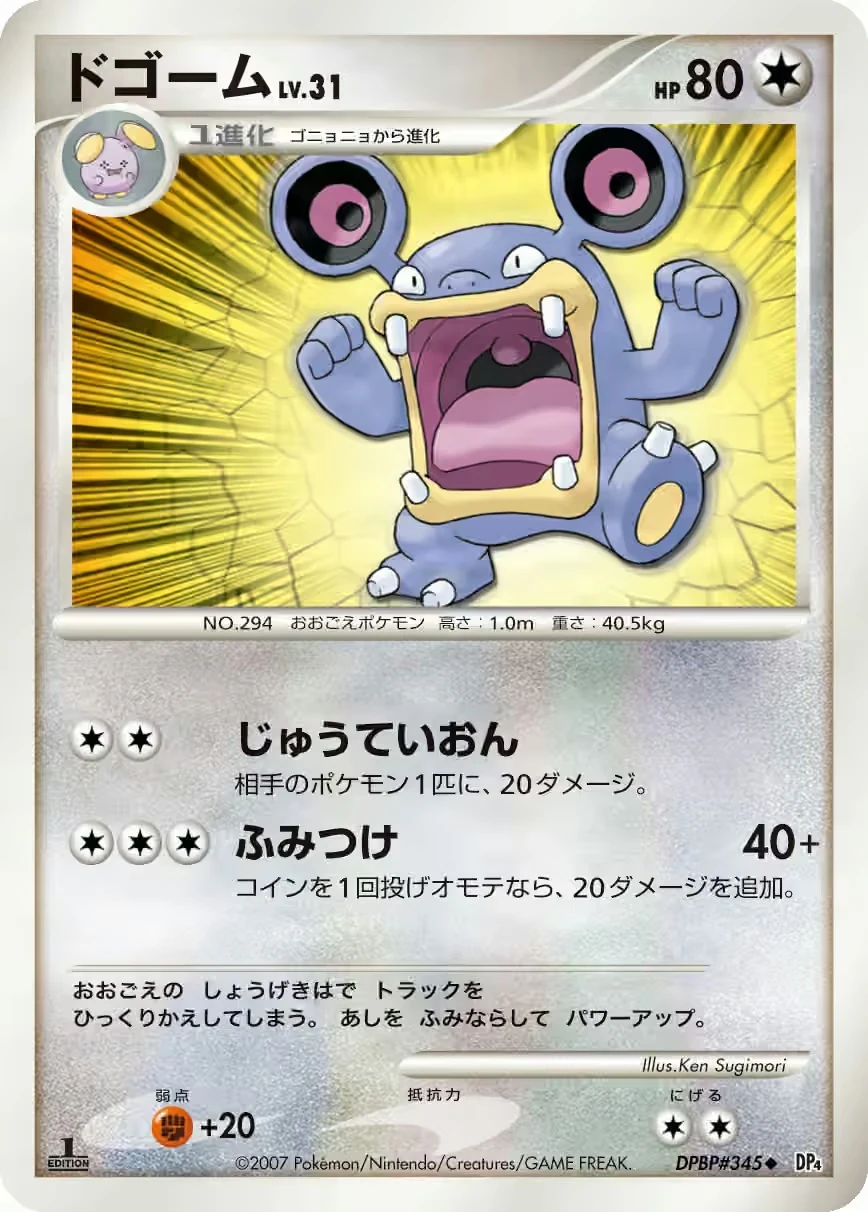 ドゴーム LV.31 HP 80
1進化 ゴニョニョから進化
NO.294 おおごえポケモン 高さ:1.0m 重さ:40.5kg
じゅうていおん
相手のポケモン1匹に、20ダメージ。
ふみつけ 40+
コインを1回投げオモテなら、20ダメージを追加。
おおごえの しょうげきはで トラックを
ひっくりかえしてしまう。 あしを ふみならして パワーアップ。
Illus.Ken Sugimori
弱点 抵抗力 にげる
+20
1 EDITION ©2007 Pokémon/Nintendo/Creatures/GAME FREAK. DPBP#345◆ DP4